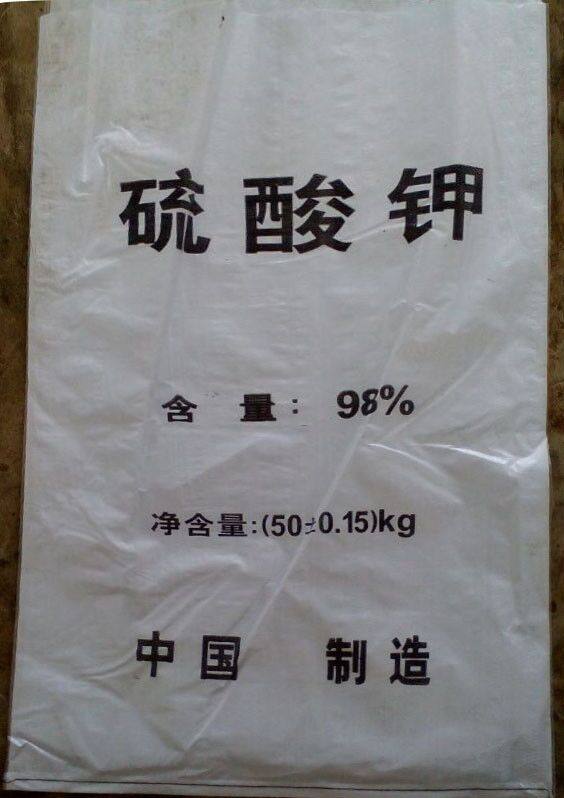 硫酸钾
含 量: 98%
净含量:(50±0.15)kg
中国 制造